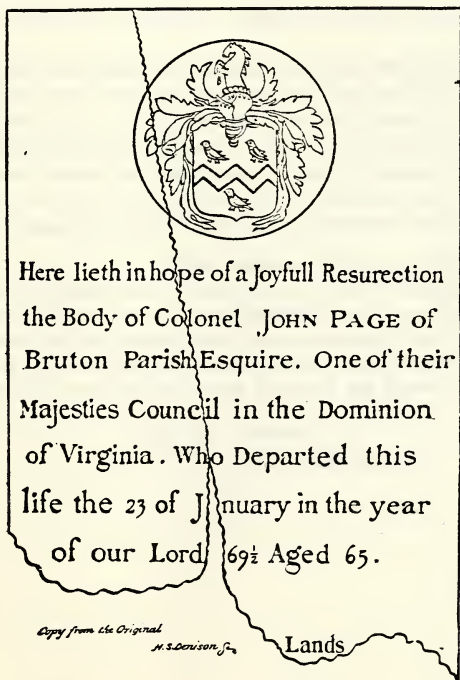 Here lieth in hope of a Joyfull Resurection
the Body of Colonel JOHN PAGE of
Bruton Parish Esquire. One of their
Majesties Council in the Dominion
of Virginia. Who Departed this
life the 23 of J nuary in the year
of our Lord 69½ Aged 65.
Copy from the Original
Lands